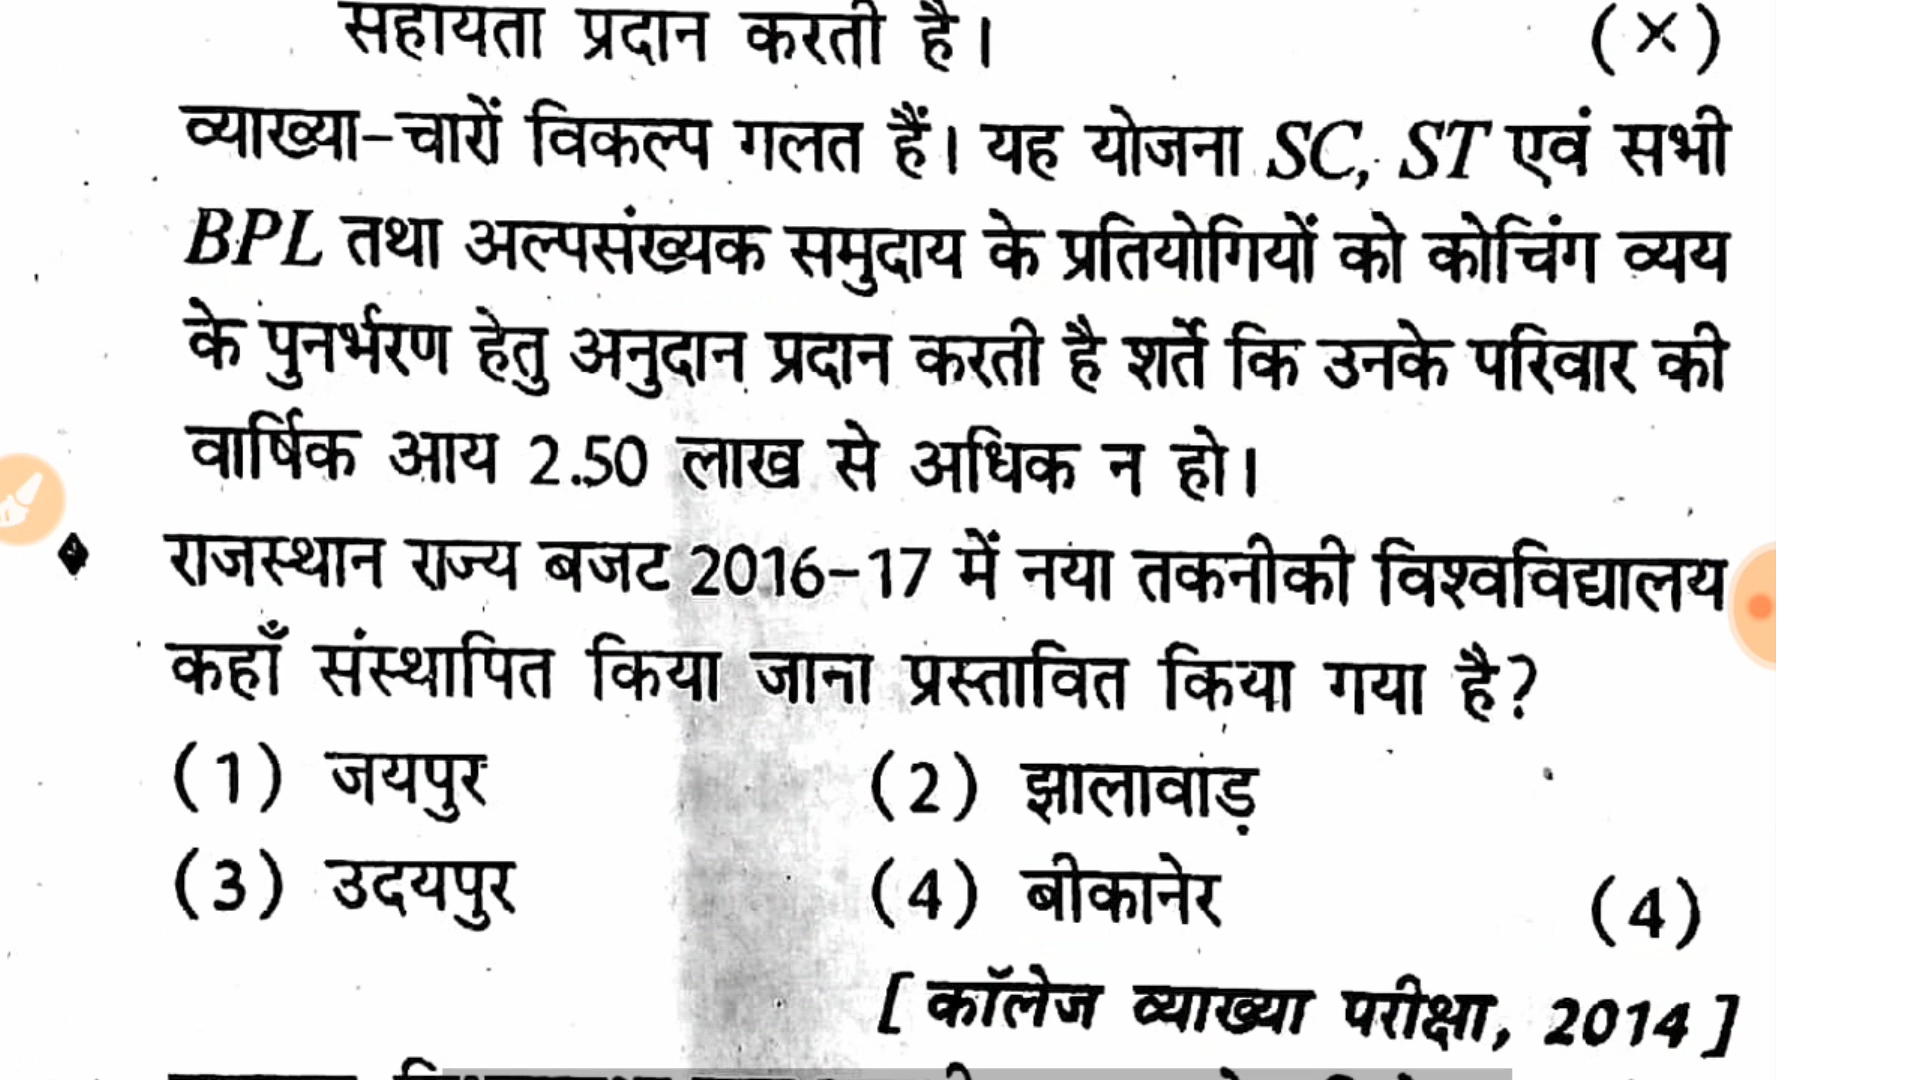 सहायता प्रदान करती है। (×)
व्याख्या–चारों विकल्प गलत हैं। यह योजना SC, ST एवं सभी
BPL तथा अल्पसंख्यक समुदाय के प्रतियोगियों को कोचिंग व्यय
के पुनर्भरण हेतु अनुदान प्रदान करती है शर्ते कि उनके परिवार की
वार्षिक आय 2.50 लाख से अधिक न हो।
♦ राजस्थान राज्य बजट 2016–17 में नया तकनीकी विश्वविद्यालय
कहाँ संस्थापित किया जाना प्रस्तावित किया गया है?
(1) जयपुर (2) झालावाड़
(3) उदयपुर (4) बीकानेर (4)
[कॉलेज व्याख्या परीक्षा, 2014]